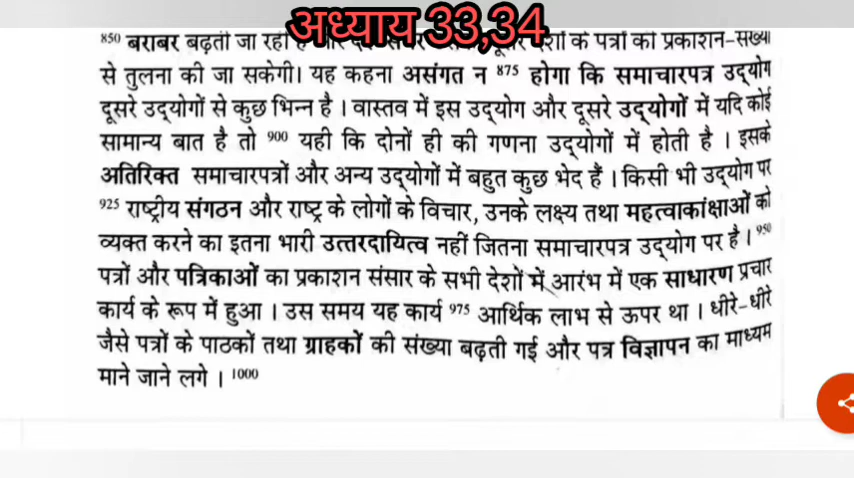 अध्याय 33,34
850 बराबर बढ़ती जा रही है देशों के पत्रों की प्रकाशन-संख्या
से तुलना की जा सकेगी। यह कहना असंगत न 875 होगा कि समाचारपत्र उद्योग
दूसरे उद्योगों से कुछ भिन्न है। वास्तव में इस उद्योग और दूसरे उद्योगों में यदि कोई
सामान्य बात है तो 900 यही कि दोनों ही की गणना उद्योगों में होती है। इसके
अतिरिक्त समाचारपत्रों और अन्य उद्योगों में बहुत कुछ भेद हैं। किसी भी उद्योग पर
925 राष्ट्रीय संगठन और राष्ट्र के लोगों के विचार, उनके लक्ष्य तथा महत्वाकांक्षाओं को
व्यक्त करने का इतना भारी उत्तरदायित्व नहीं जितना समाचारपत्र उद्योग पर है। 950
पत्रों और पत्रिकाओं का प्रकाशन संसार के सभी देशों में आरंभ में एक साधारण प्रचार
कार्य के रूप में हुआ। उस समय यह कार्य 975 आर्थिक लाभ से ऊपर था। धीरे-धीरे
जैसे पत्रों के पाठकों तथा ग्राहकों की संख्या बढ़ती गई और पत्र विज्ञापन का माध्यम
माने जाने लगे। 1000